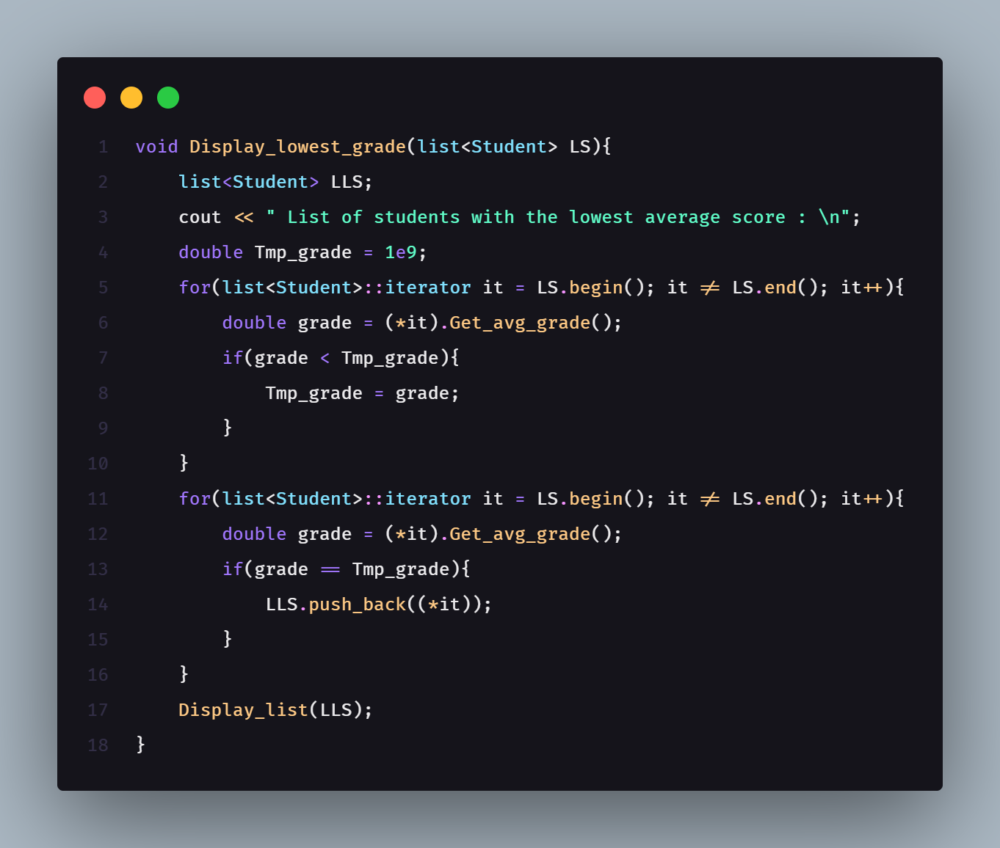 1 void Display_lowest_grade(list<Student> LS){
2     list<Student> LLS;
3     cout << " List of students with the lowest average score : \n";
4     double Tmp_grade = 1e9;
5     for(list<Student>::iterator it = LS.begin(); it != LS.end(); it++){
6         double grade = (*it).Get_avg_grade();
7         if(grade < Tmp_grade){
8             Tmp_grade = grade;
9         }
10     }
11     for(list<Student>::iterator it = LS.begin(); it != LS.end(); it++){
12         double grade = (*it).Get_avg_grade();
13         if(grade == Tmp_grade){
14             LLS.push_back((*it));
15         }
16     }
17     Display_list(LLS);
18 }